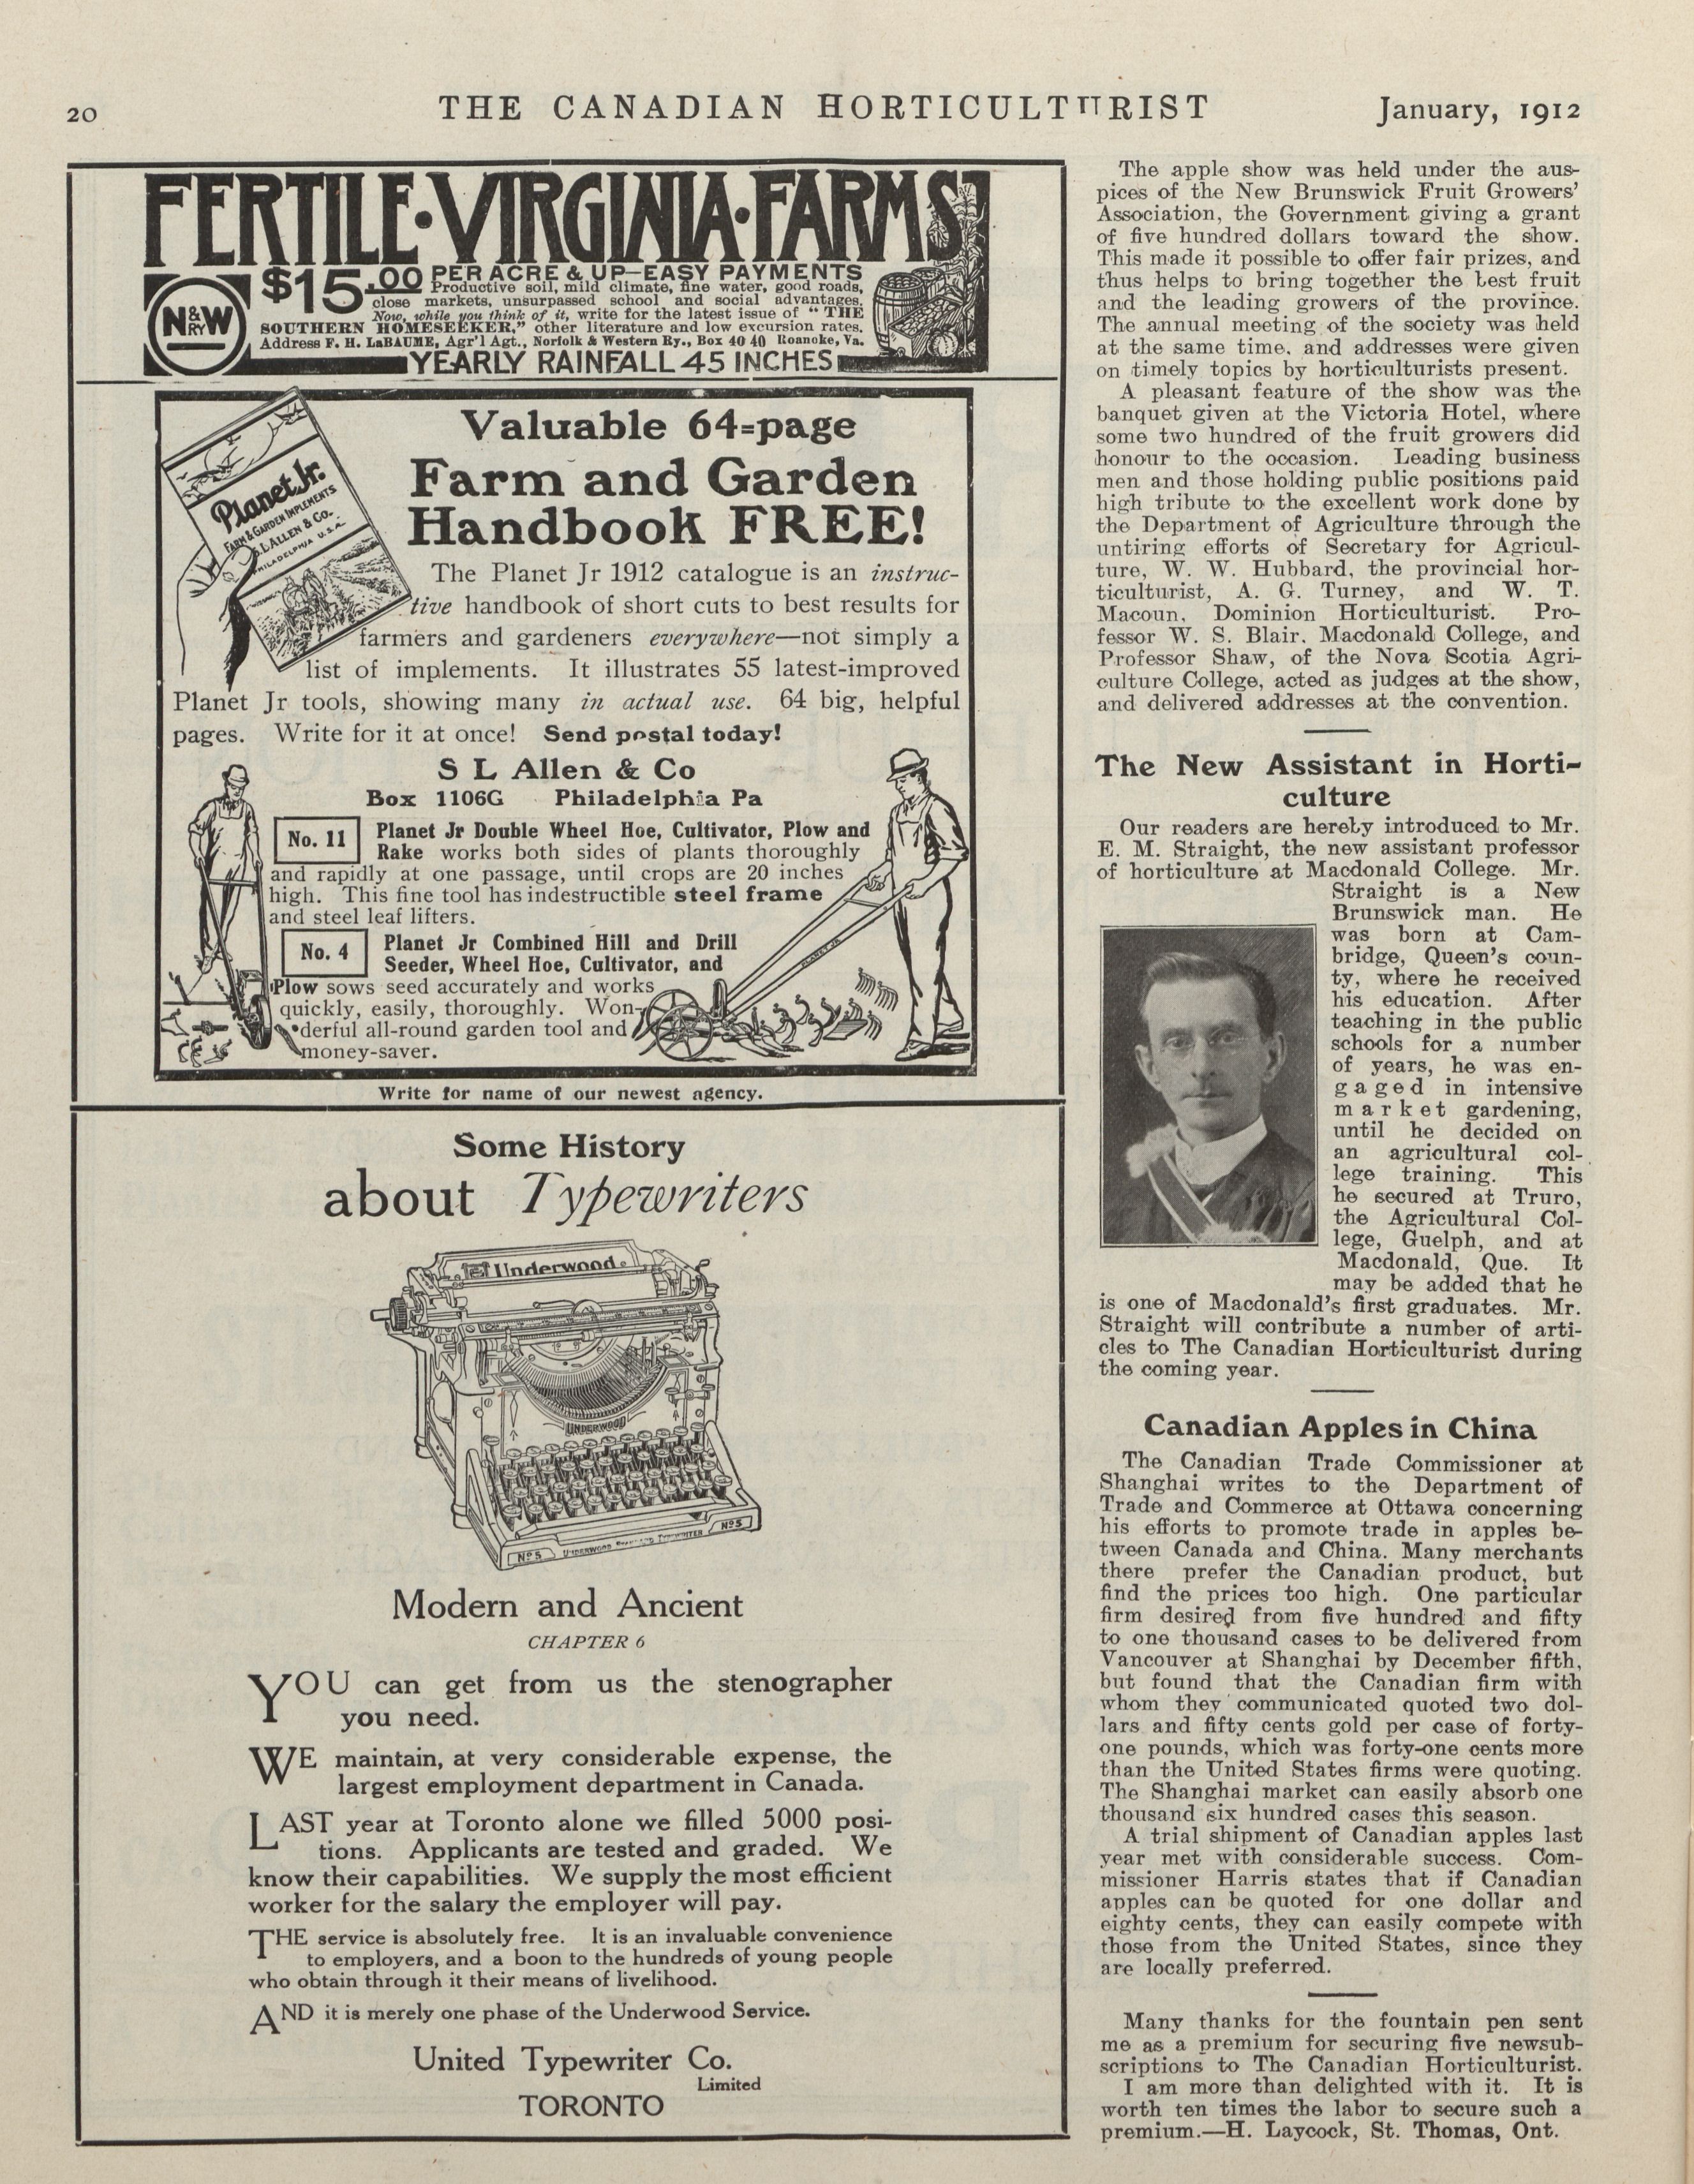 20
THE CANADIAN HORTICULTURIST
January, 1912
FERTILE·VIRGINIA·FARMS
N&W RY
$15.00 PER ACRE & UP—EASY PAYMENTS
Productive soil, mild climate, fine water, good roads,
close markets, unsurpassed school and social advantages.
Now, while you think of it, write for the latest issue of "THE
SOUTHERN HOMESEEKER," other literature and low excursion rates.
Address F. H. LaBAUME, Agr'l Agt., Norfolk & Western Ry., Box 40 40 Roanoke, Va.
YEARLY RAINFALL 45 INCHES
Planet Jr.
FARM & GARDEN IMPLEMENTS
S.L. ALLEN & Co.
PHILADELPHIA U.S.A.
Valuable 64-page
Farm and Garden
Handbook FREE!
The Planet Jr 1912 catalogue is an instruc-
tive handbook of short cuts to best results for
farmers and gardeners everywhere—not simply a
list of implements. It illustrates 55 latest-improved
Planet Jr tools, showing many in actual use. 64 big, helpful
pages. Write for it at once! Send postal today!
S L Allen & Co
Box 1106G Philadelphia Pa
No. 11
Planet Jr Double Wheel Hoe, Cultivator, Plow and
Rake works both sides of plants thoroughly
and rapidly at one passage, until crops are 20 inches
high. This fine tool has indestructible steel frame
and steel leaf lifters.
No. 4
Planet Jr Combined Hill and Drill
Seeder, Wheel Hoe, Cultivator, and
Plow sows seed accurately and works
quickly, easily, thoroughly. Won-
derful all-round garden tool and
money-saver.
PLANET JR.
Write for name of our newest agency.
Some History
about Typewriters
Underwood
UNDERWOOD
No 5 UNDERWOOD STANDARD TYPEWRITER No 5
Modern and Ancient
CHAPTER 6
YOU can get from us the stenographer
you need.
WE maintain, at very considerable expense, the
largest employment department in Canada.
LAST year at Toronto alone we filled 5000 posi-
tions. Applicants are tested and graded. We
know their capabilities. We supply the most efficient
worker for the salary the employer will pay.
THE service is absolutely free. It is an invaluable convenience
to employers, and a boon to the hundreds of young people
who obtain through it their means of livelihood.
AND it is merely one phase of the Underwood Service.
United Typewriter Co.
Limited
TORONTO
The apple show was held under the aus-
pices of the New Brunswick Fruit Growers'
Association, the Government giving a grant
of five hundred dollars toward the show.
This made it possible to offer fair prizes, and
thus helps to bring together the best fruit
and the leading growers of the province.
The annual meeting of the society was held
at the same time, and addresses were given
on timely topics by horticulturists present.
A pleasant feature of the show was the
banquet given at the Victoria Hotel, where
some two hundred of the fruit growers did
honour to the occasion. Leading business
men and those holding public positions paid
high tribute to the excellent work done by
the Department of Agriculture through the
untiring efforts of Secretary for Agricul-
ture, W. W. Hubbard, the provincial hor-
ticulturist, A. G. Turney, and W. T.
Macoun, Dominion Horticulturist. Pro-
fessor W. S. Blair, Macdonald College, and
Professor Shaw, of the Nova Scotia Agri-
culture College, acted as judges at the show,
and delivered addresses at the convention.
The New Assistant in Horti-
culture
Our readers are hereby introduced to Mr.
E. M. Straight, the new assistant professor
of horticulture at Macdonald College. Mr.
Straight is a New
Brunswick man. He
was born at Cam-
bridge, Queen's coun-
ty, where he received
his education. After
teaching in the public
schools for a number
of years, he was en-
gaged in intensive
market gardening,
until he decided on
an agricultural col-
lege training. This
he secured at Truro,
the Agricultural Col-
lege, Guelph, and at
Macdonald, Que. It
may be added that he
is one of Macdonald's first graduates. Mr.
Straight will contribute a number of arti-
cles to The Canadian Horticulturist during
the coming year.
Canadian Apples in China
The Canadian Trade Commissioner at
Shanghai writes to the Department of
Trade and Commerce at Ottawa concerning
his efforts to promote trade in apples be-
tween Canada and China. Many merchants
there prefer the Canadian product, but
find the prices too high. One particular
firm desired from five hundred and fifty
to one thousand cases to be delivered from
Vancouver at Shanghai by December fifth,
but found that the Canadian firm with
whom they communicated quoted two dol-
lars and fifty cents gold per case of forty-
one pounds, which was forty-one cents more
than the United States firms were quoting.
The Shanghai market can easily absorb one
thousand six hundred cases this season.
A trial shipment of Canadian apples last
year met with considerable success. Com-
missioner Harris states that if Canadian
apples can be quoted for one dollar and
eighty cents, they can easily compete with
those from the United States, since they
are locally preferred.
Many thanks for the fountain pen sent
me as a premium for securing five newsub-
scriptions to The Canadian Horticulturist.
I am more than delighted with it. It is
worth ten times the labor to secure such a
premium.—H. Laycock, St. Thomas, Ont.